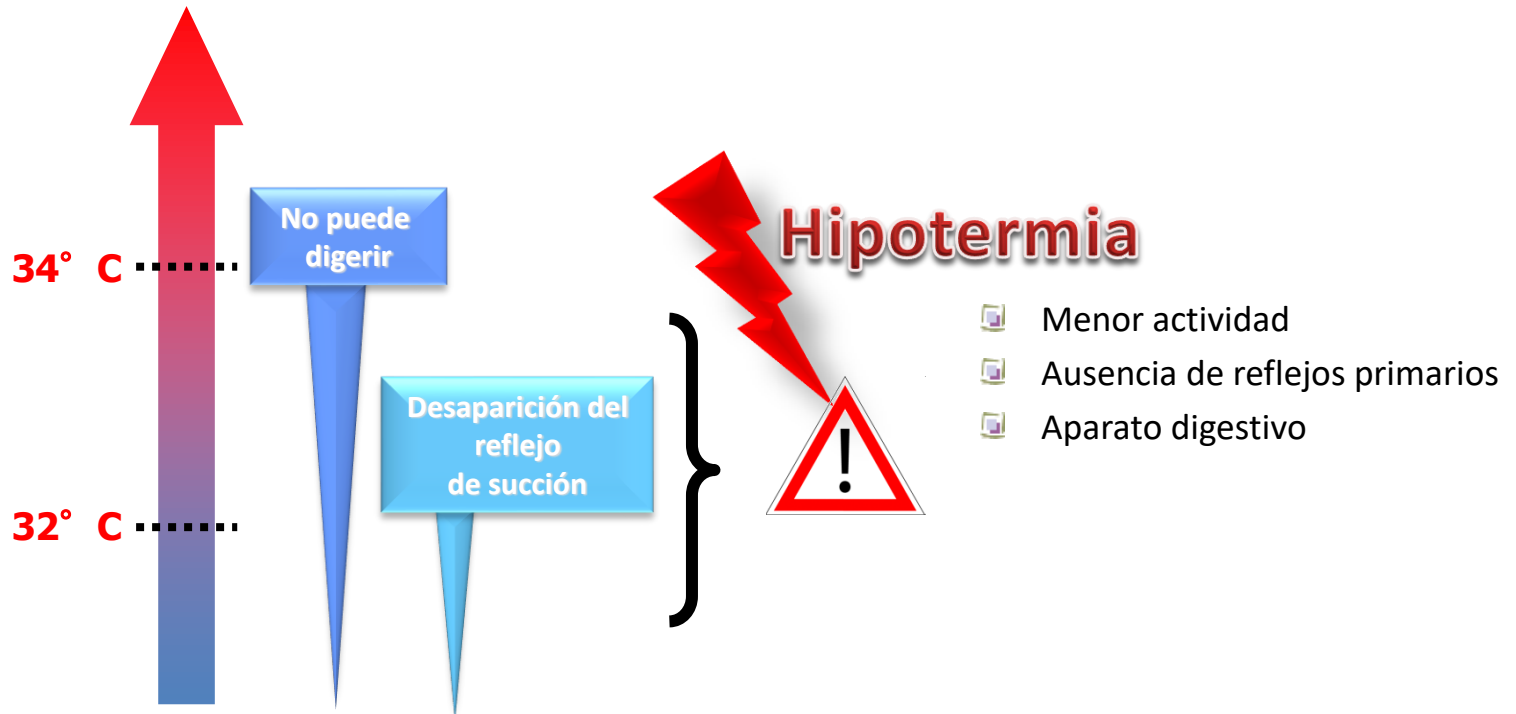 No puede
digerir
34° C
Desaparición del
reflejo
de succión
32° C
Hipotermia
Menor actividad
Ausencia de reflejos primarios
Aparato digestivo
!